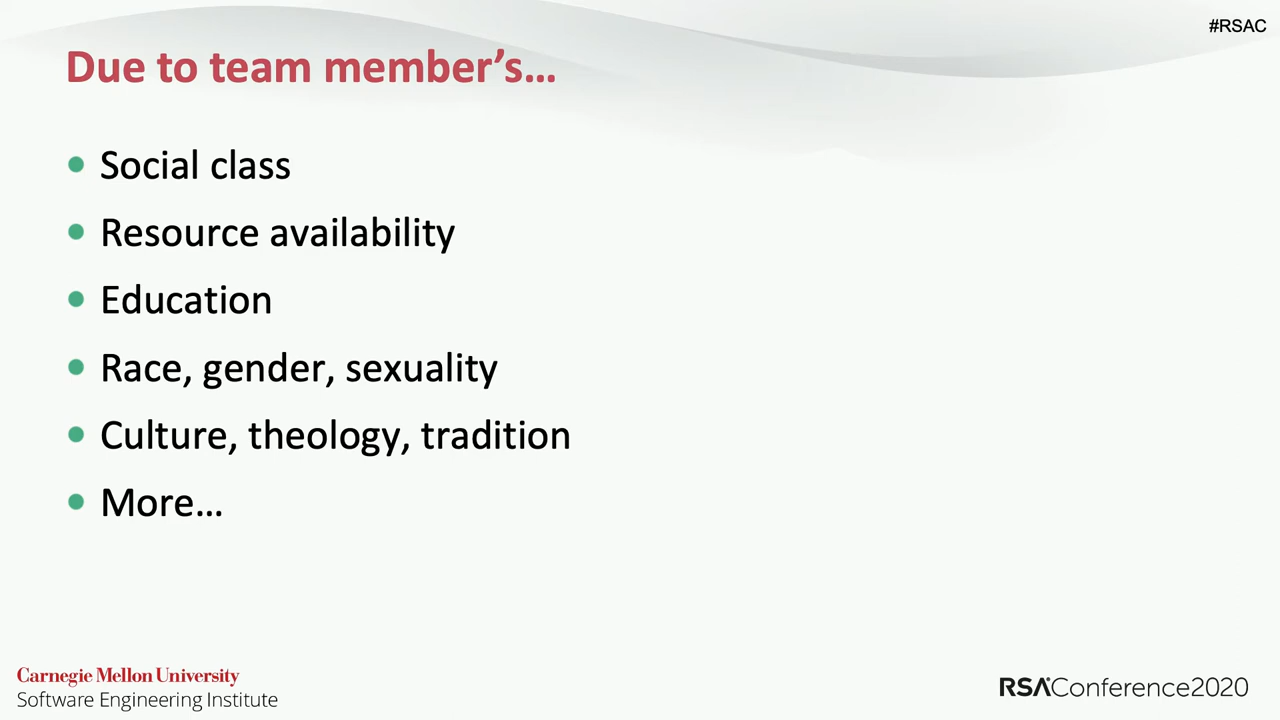 #RSAC
Due to team member’s…
• Social class
• Resource availability
• Education
• Race, gender, sexuality
• Culture, theology, tradition
• More…
Carnegie Mellon University
Software Engineering Institute
RSAConference2020